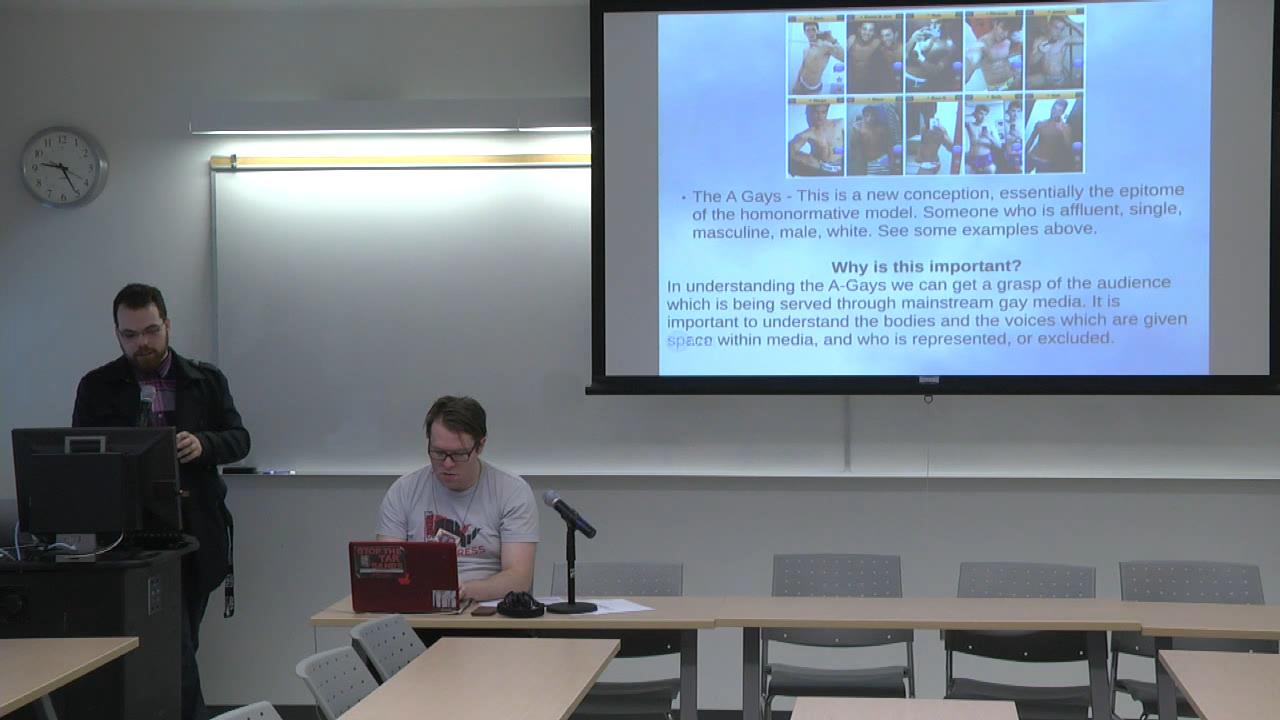 • The A Gays - This is a new conception, essentially the epitome
of the homonormative model. Someone who is affluent, single,
masculine, male, white. See some examples above.
Why is this important?
In understanding the A-Gays we can get a grasp of the audience
which is being served through mainstream gay media. It is
important to understand the bodies and the voices which are given
space within media, and who is represented, or excluded.
12
STOP THE
TAR
SANDS